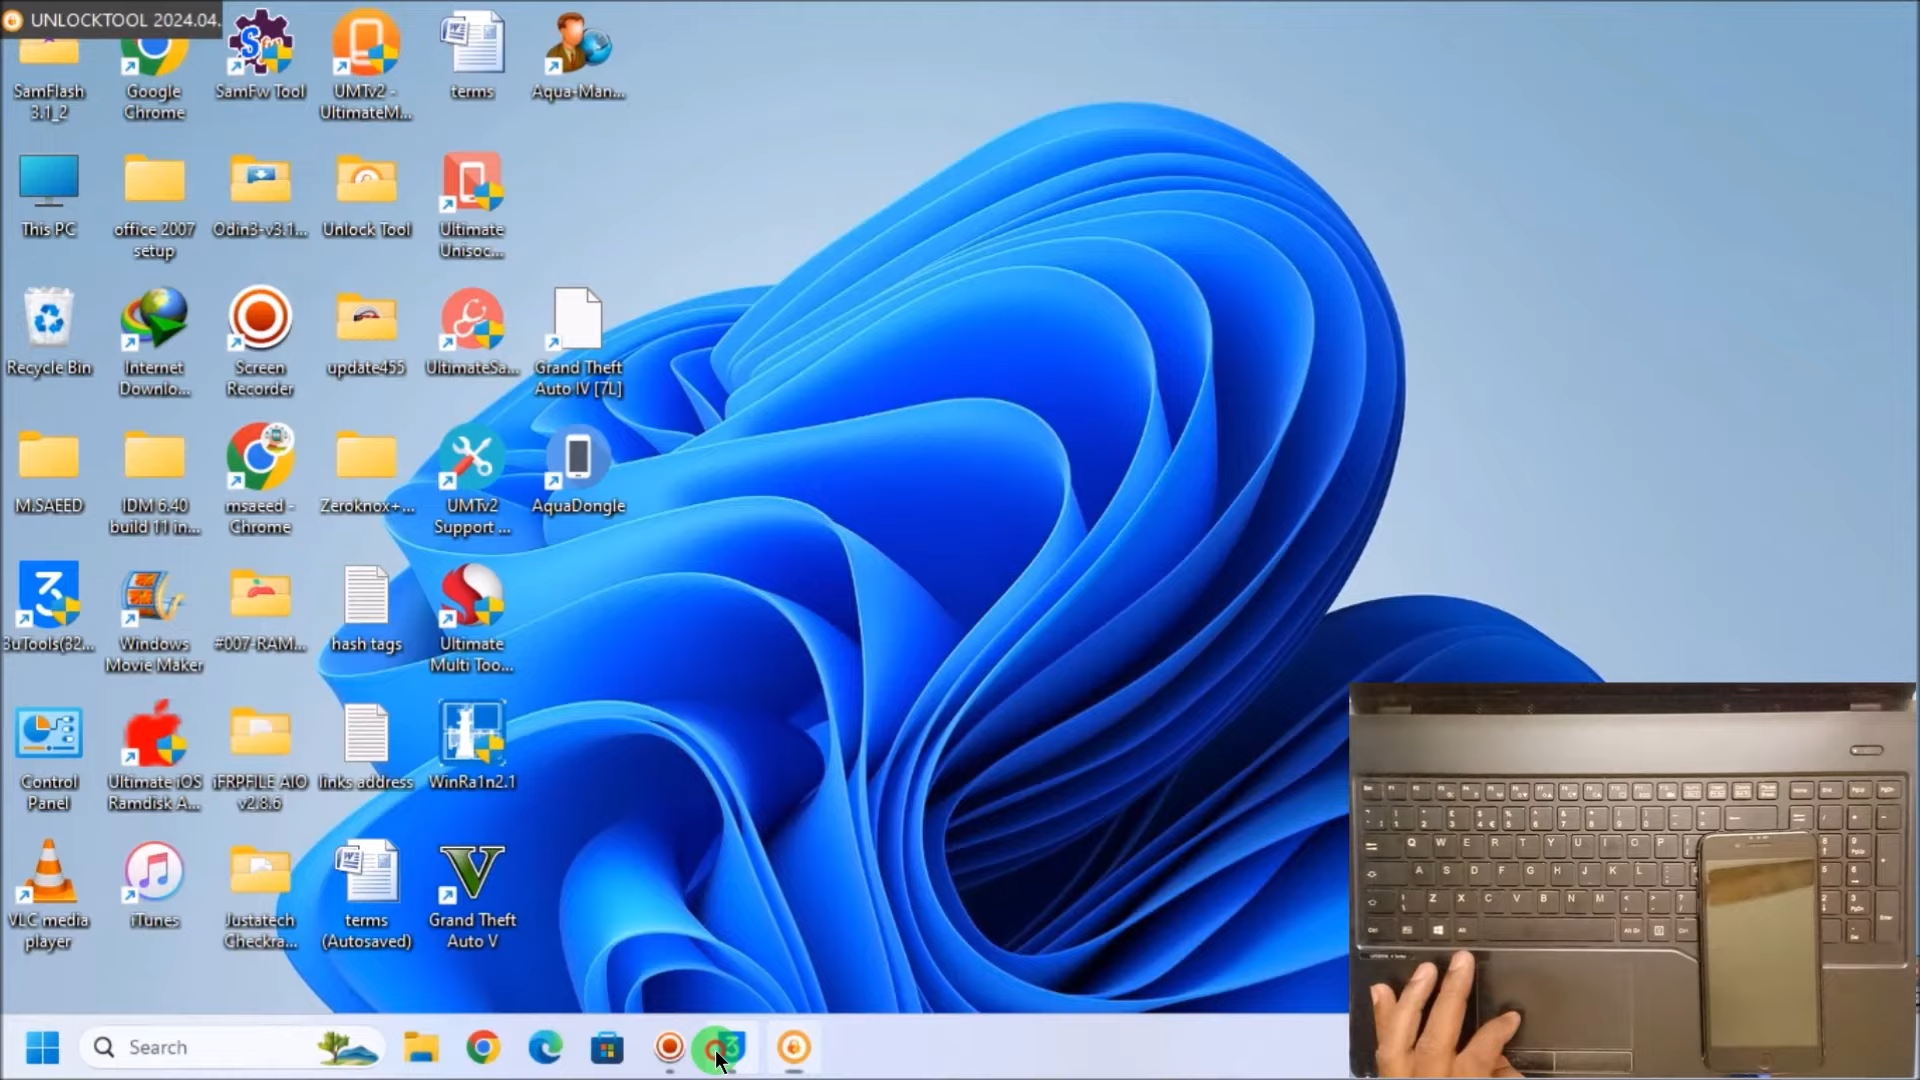 UNLOCKTOOL 2024.04.
SamFlash
3.1_2
Google
Chrome
SamFw Tool
UMTv2 -
UltimateM...
terms
Aqua-Man...
This PC
office 2007
setup
Odin3-v3.1...
Unlock Tool
Ultimate
Unisoc...
Recycle Bin
Internet
Downlo...
Screen
Recorder
update455
UltimateSa...
Grand Theft
Auto IV [7L]
M.SAEED
IDM 6.40
build 11 in...
msaeed -
Chrome
Zeroknox+...
UMTv2
Support ...
AquaDongle
3uTools(32...
Windows
Movie Maker
#007-RAM...
hash tags
Ultimate
Multi Too...
Control
Panel
Ultimate iOS
Ramdisk A...
iFRPFILE AIO
v2.8.6
links address
WinRa1n2.1
VLC media
player
iTunes
Justatech
Checkra...
terms
(Autosaved)
Grand Theft
Auto V
Search
Q W E R T Y U I O P
A S D F G H J K L
Z X C V B N M